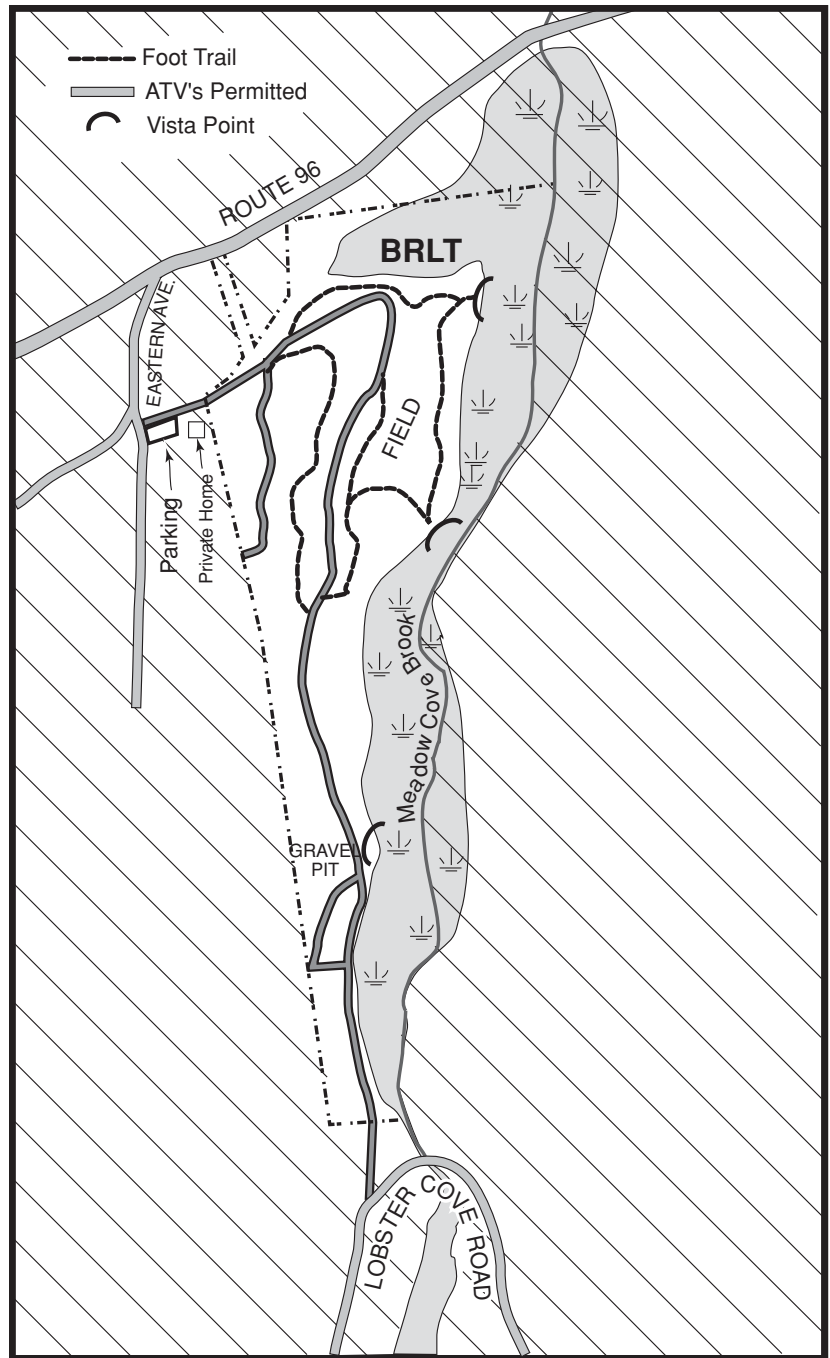 Foot Trail
ATV's Permitted
Vista Point
ROUTE 96
BRLT
EASTERN AVE.
FIELD
Parking
Private Home
Meadow Cove Brook
GRAVEL
PIT
LOBSTER COVE ROAD